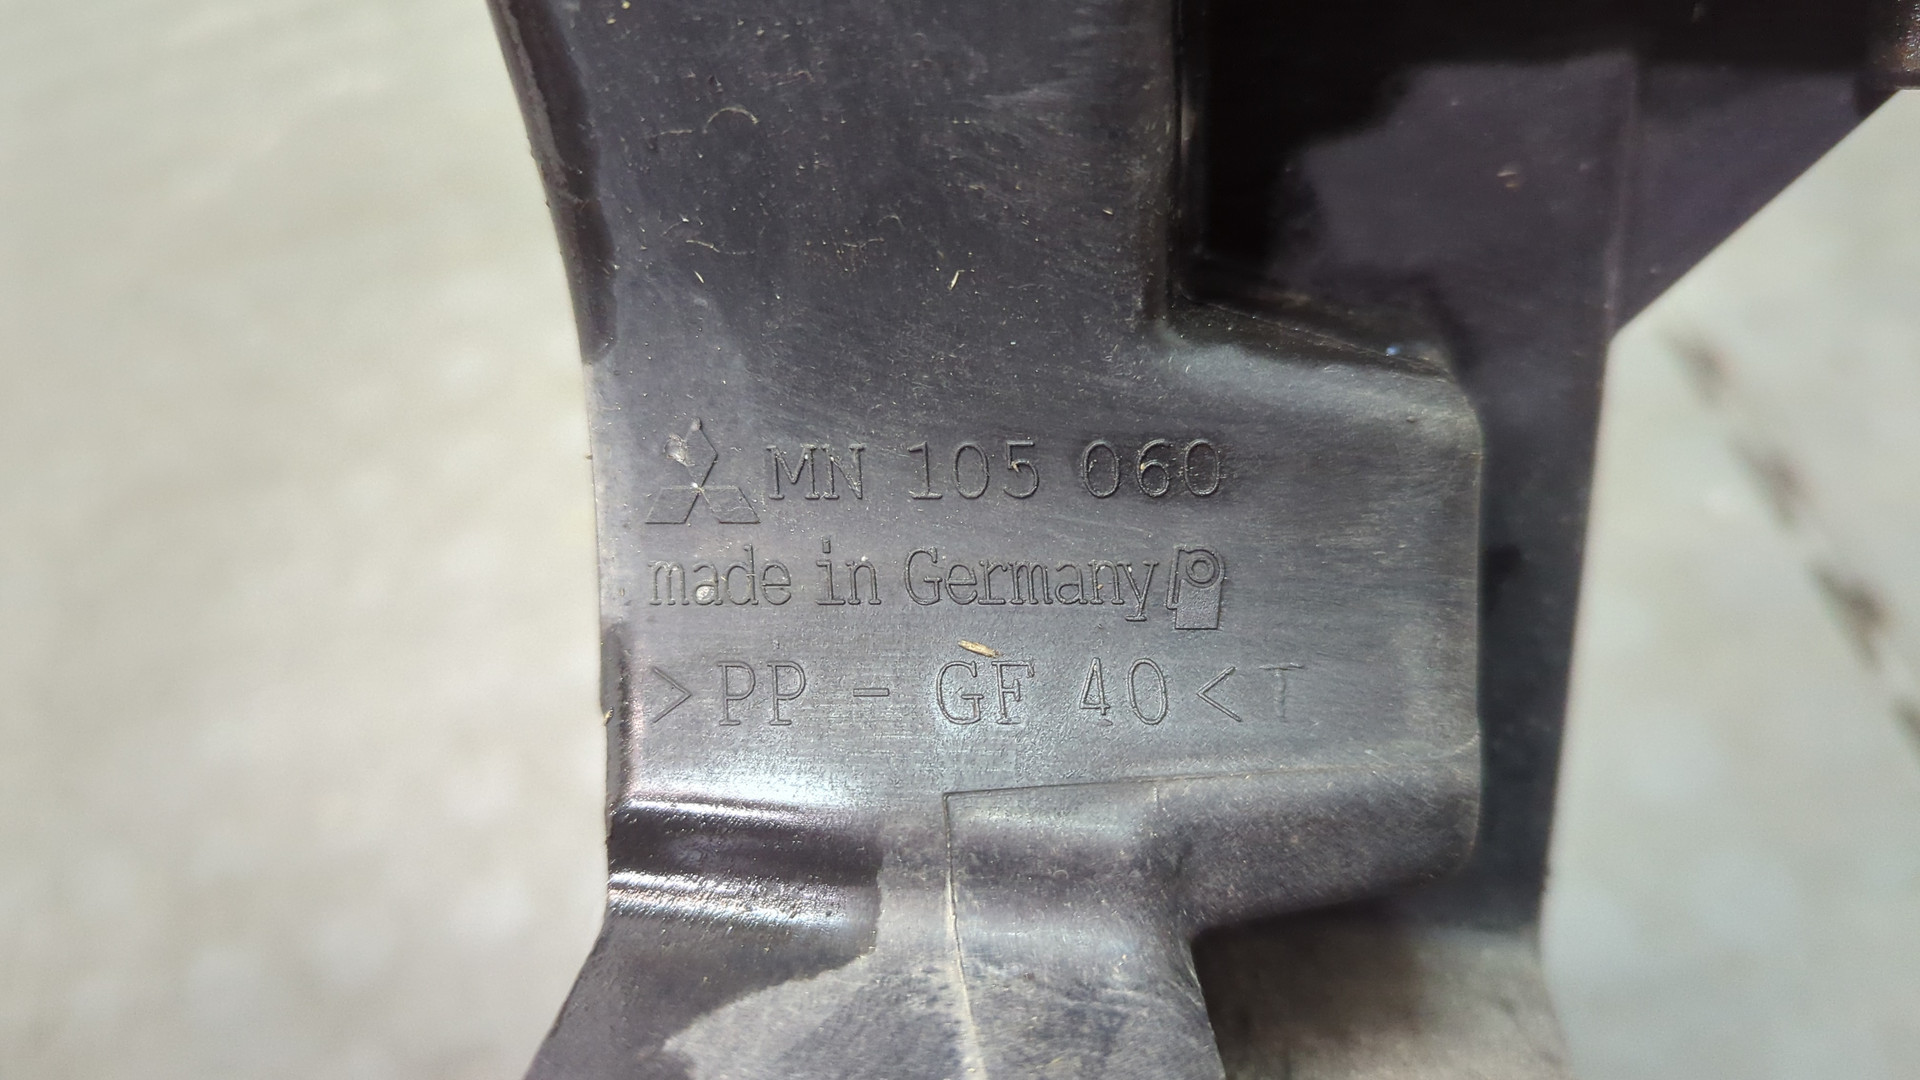 MN 105 060
made in Germany
>PP - GF 40< T